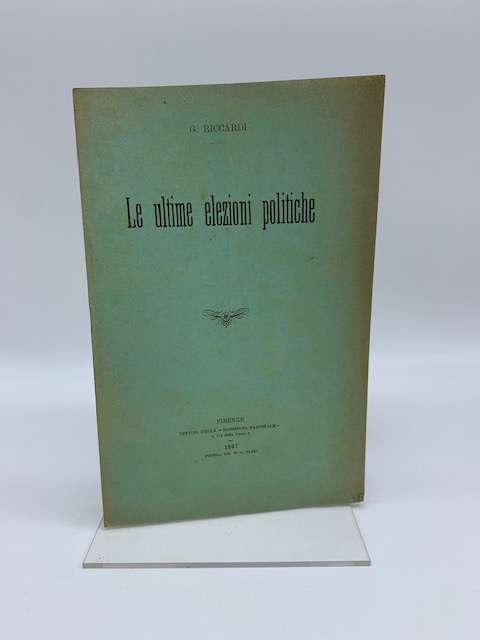 G. RICCARDI
Le ultime elezioni politiche
FIRENZE
UFFICIO DELLA « RASSEGNA NAZIONALE »
1897